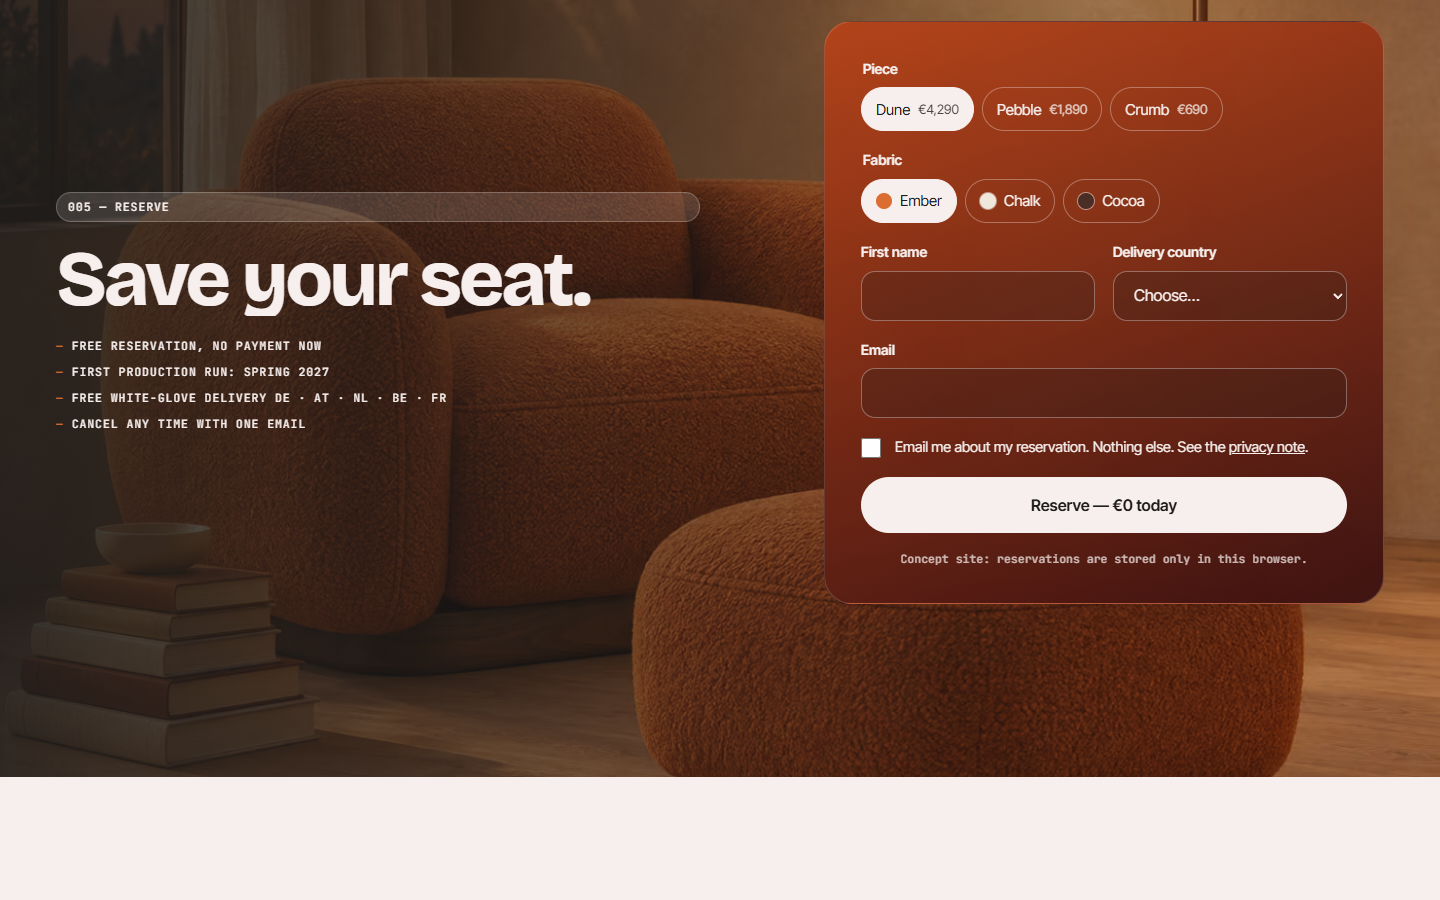 005 — RESERVE
Save your seat.
– FREE RESERVATION, NO PAYMENT NOW
– FIRST PRODUCTION RUN: SPRING 2027
– FREE WHITE-GLOVE DELIVERY DE · AT · NL · BE · FR
– CANCEL ANY TIME WITH ONE EMAIL
Piece
Dune €4,290 Pebble €1,890 Crumb €690
Fabric
Ember Chalk Cocoa
First name Delivery country
Choose...
Email
Email me about my reservation. Nothing else. See the privacy note.
Reserve — €0 today
Concept site: reservations are stored only in this browser.